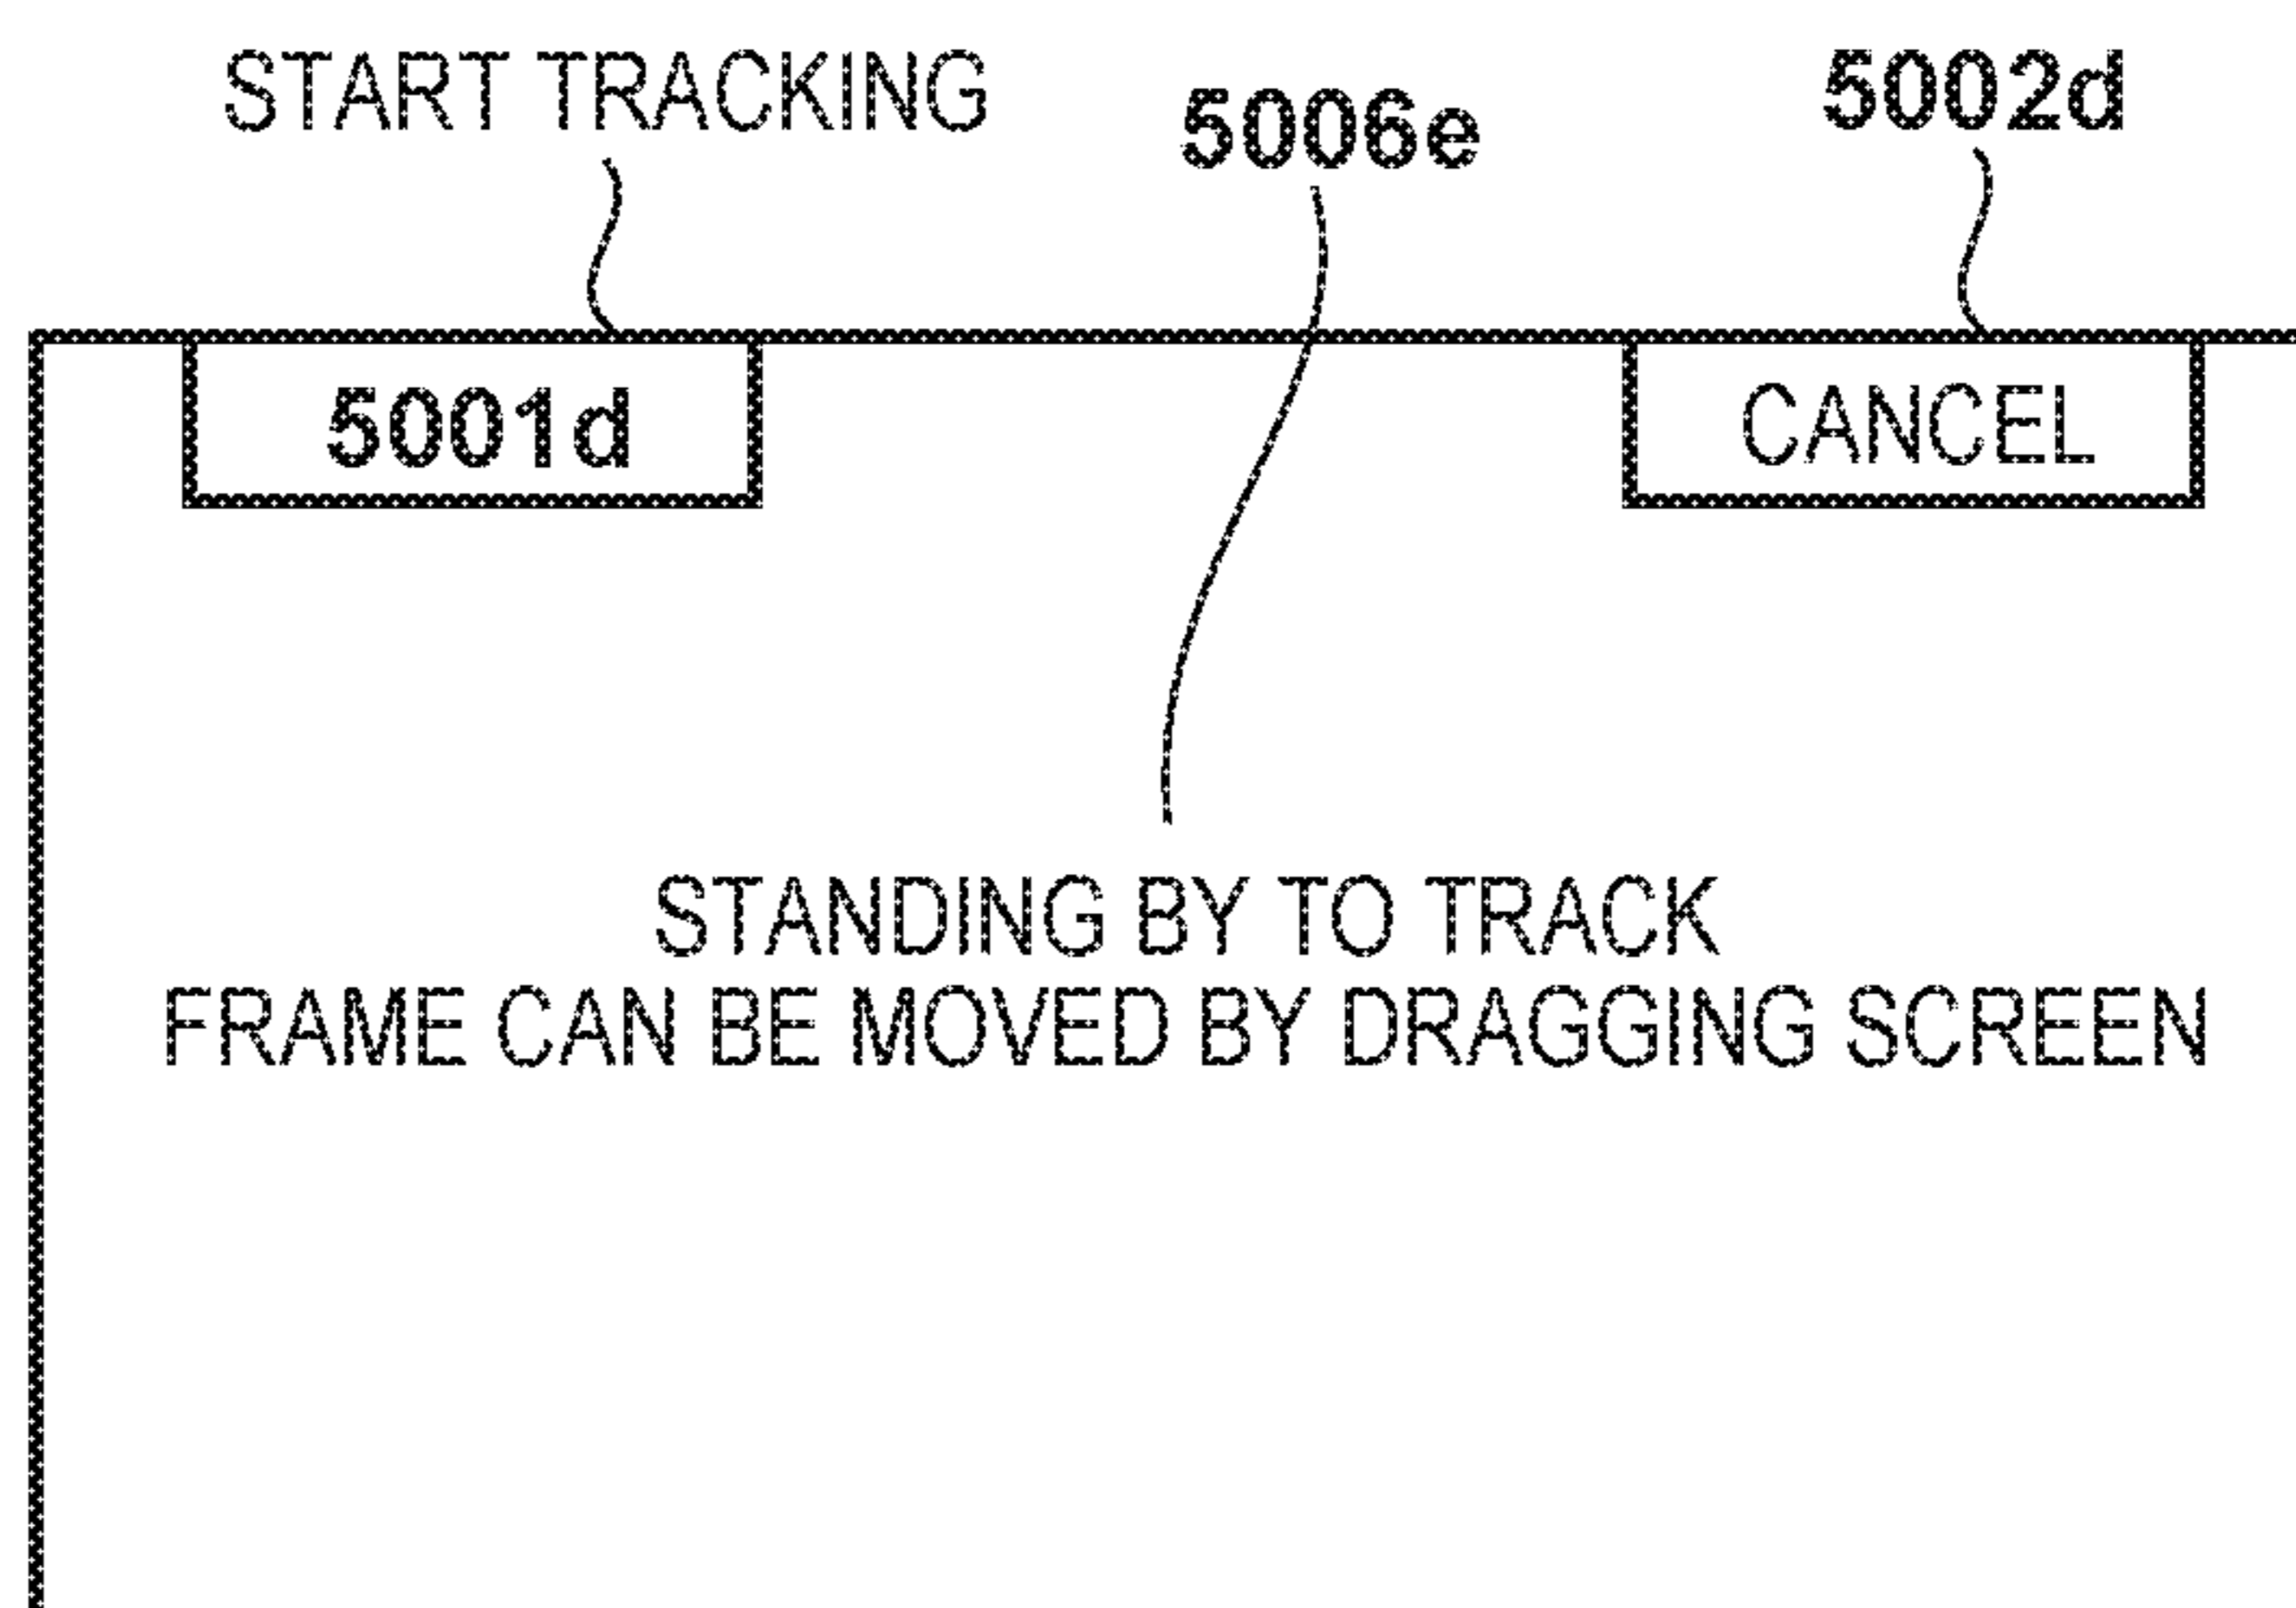 START TRACKING
5006e
5002d
5001d
CANCEL
STANDING BY TO TRACK
FRAME CAN BE MOVED BY DRAGGING SCREEN